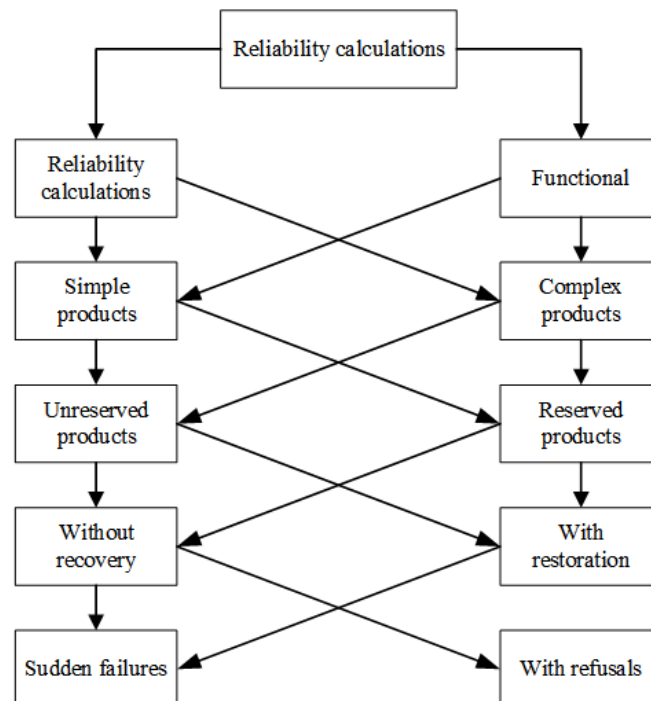 Reliability calculations
Reliability
calculations
Functional
Simple
products
Complex
products
Unreserved
products
Reserved
products
Without
recovery
With
restoration
Sudden failures
With refusals